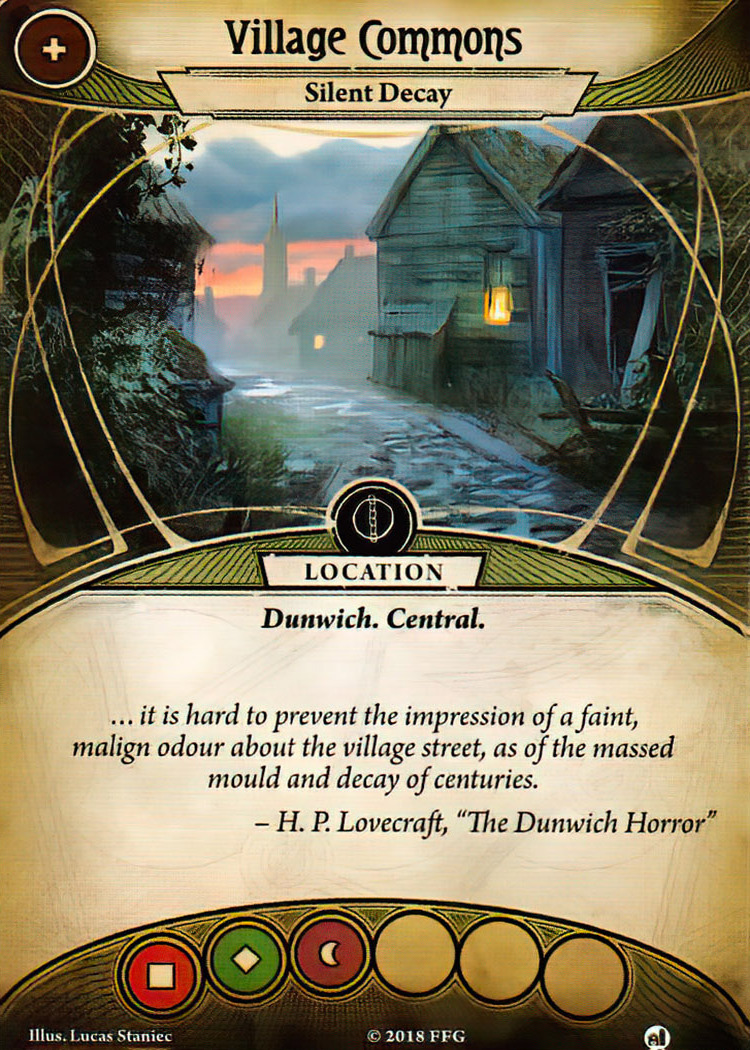 Village Commons
Silent Decay
LOCATION
Dunwich. Central.
... it is hard to prevent the impression of a faint,
malign odour about the village street, as of the massed
mould and decay of centuries.
– H. P. Lovecraft, “The Dunwich Horror”
Illus. Lucas Staniec
© 2018 FFG